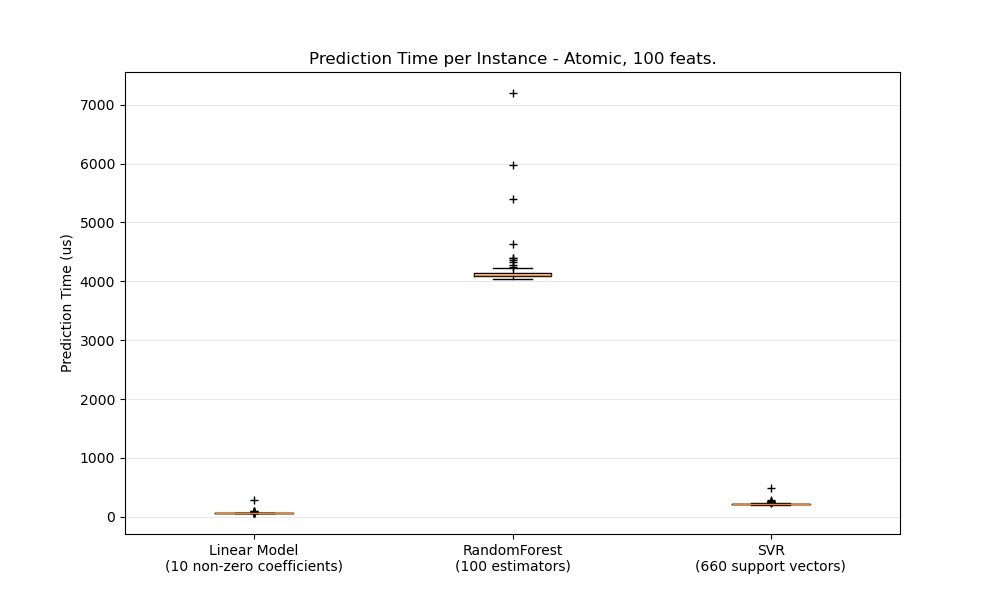 Prediction Time per Instance - Atomic, 100 feats.
Prediction Time (us)
7000
6000
5000
4000
3000
2000
1000
0
Linear Model
(10 non-zero coefficients)
RandomForest
(100 estimators)
SVR
(660 support vectors)